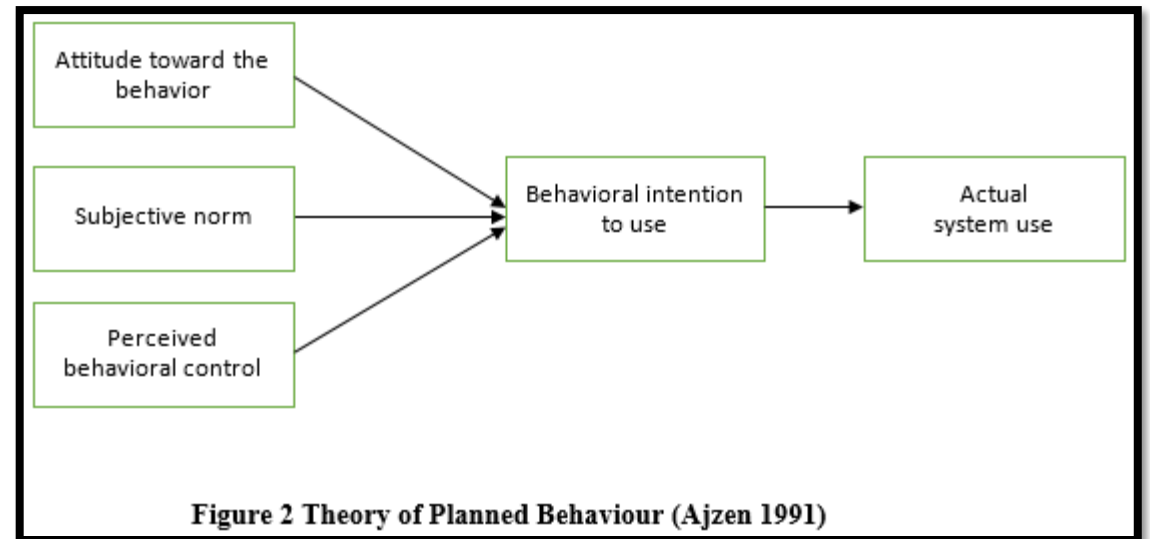 Attitude toward the
behavior
Subjective norm
Perceived
behavioral control
Behavioral intention
to use
Actual
system use
Figure 2 Theory of Planned Behaviour (Ajzen 1991)